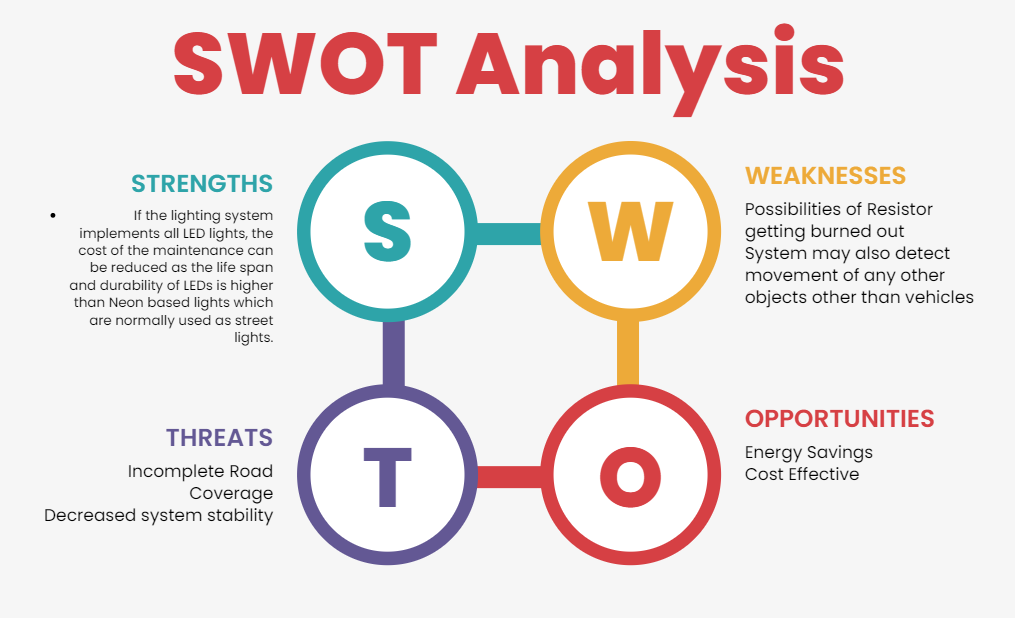 SWOT Analysis
STRENGTHS
• If the lighting system
implements all LED lights, the
cost of the maintenance can
be reduced as the life span
and durability of LEDs is higher
than Neon based lights which
are normally used as street
lights.
S
W
WEAKNESSES
Possibilities of Resistor
getting burned out
System may also detect
movement of any other
objects other than vehicles
THREATS
Incomplete Road
Coverage
Decreased system stability
T
O
OPPORTUNITIES
Energy Savings
Cost Effective